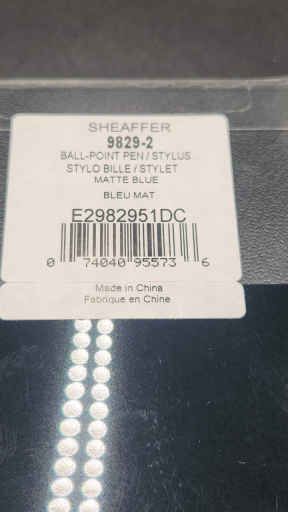 SHEAFFER
9829-2
BALL-POINT PEN / STYLUS
STYLO BILLE / STYLET
MATTE BLUE
BLEU MAT
E2982951DC
0 74040 95573 6
Made in China
Fabrique en Chine